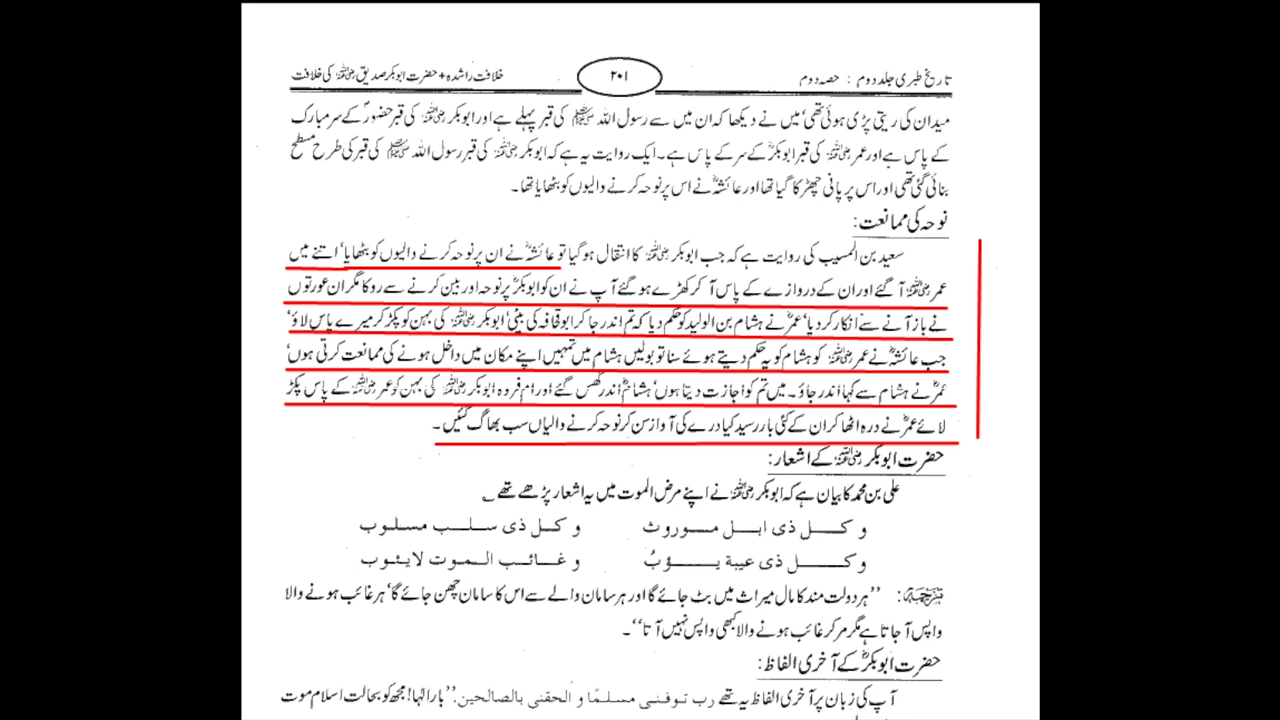 تاریخ طبری جلد دوم : حصہ دوم ۲۰۱ خلافت راشدہ + حضرت ابوبکر صدیق رضی اللہ عنہ کی خلافت
میدان کی ریتی پڑی ہوئی تھی، میں نے دیکھا کہ ان میں سے رسول اللہ ﷺ کی قبر پہلے ہے اور ابوبکر رضی اللہ عنہ کی قبر حضورؐ کے سر مبارک
کے پاس ہے اور عمر رضی اللہ عنہ کی قبر ابوبکرؓ کے سر کے پاس ہے۔ ایک روایت یہ ہے کہ ابوبکر رضی اللہ عنہ کی قبر رسول اللہ ﷺ کی قبر کی طرح مسطح
بنائی گئی تھی اور اس پر پانی چھڑکا گیا تھا اور عائشہؓ نے اس پر نوحہ کرنے والیوں کو بٹھایا تھا۔
نوحہ کی ممانعت:
سعید بن المسیب کی روایت ہے کہ جب ابوبکر رضی اللہ عنہ کا انتقال ہو گیا تو عائشہؓ نے ان پر نوحہ کرنے والیوں کو بٹھایا، اتنے میں
عمر رضی اللہ عنہ آ گئے اور ان کے دروازے کے پاس آ کر کھڑے ہو گئے آپ نے ان کو ابوبکرؓ پر نوحہ اور بین کرنے سے روکا مگر ان عورتوں
نے باز آنے سے انکار کر دیا، عمرؓ نے ہشام بن الولید کو حکم دیا کہ تم اندر جا کر ابو قحافہ کی بیٹی، ابوبکر رضی اللہ عنہ کی بہن کو پکڑ کر میرے پاس لاؤ،
جب عائشہؓ نے عمر رضی اللہ عنہ کو ہشام کو یہ حکم دیتے ہوئے سنا تو بولیں ہشام میں تمہیں اپنے مکان میں داخل ہونے کی ممانعت کرتی ہوں،
عمرؓ نے ہشام سے کہا اندر جاؤ۔ میں تم کو اجازت دیتا ہوں، ہشامؓ اندر گھس گئے اور ام فروہ ابوبکر رضی اللہ عنہ کی بہن کو عمر رضی اللہ عنہ کے پاس پکڑ
لائے عمرؓ نے درہ اٹھا کر ان کے کئی بار رسید کیا درے کی آواز سن کر نوحہ کرنے والیاں سب بھاگ گئیں۔
حضرت ابوبکر رضی اللہ عنہ کے اشعار:
علی بن محمد کا بیان ہے کہ ابوبکر رضی اللہ عنہ نے اپنے مرض الموت میں یہ اشعار پڑھے تھے
و کل ذی ابل موروث و کل ذی سلب مسلوب
و کل ذی عیبة یؤبُ و غائب الموت لایئوب
ترجمہ: ’’ہر دولت مند کا مال میراث میں بٹ جائے گا اور ہر سامان والے سے اس کا سامان چھن جائے گا، ہر غائب ہونے والا
واپس آ جاتا ہے مگر مر کر غائب ہونے والا کبھی واپس نہیں آتا‘‘۔
حضرت ابوبکرؓ کے آخری الفاظ:
آپ کی زبان پر آخری الفاظ یہ تھے رب توفنی مسلمًا و الحقنی بالصالحین. ’’بار الہا! مجھ کو بحالت اسلام موت